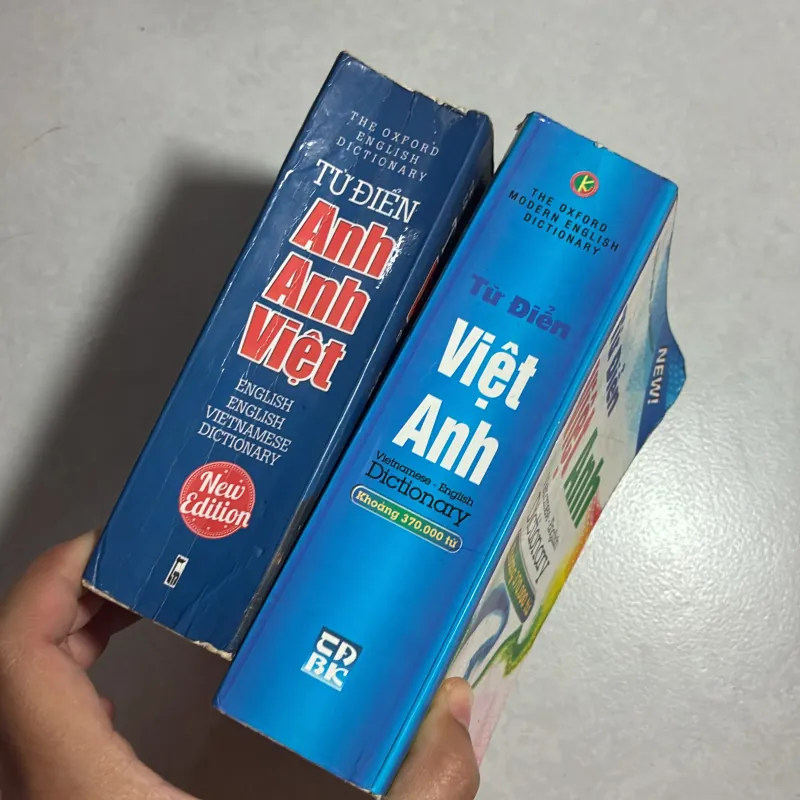 THE OXFORD
ENGLISH
DICTIONARY
TỪ ĐIỂN
Anh
Anh
Việt
ENGLISH
ENGLISH
VIETNAMESE
DICTIONARY
New
Edition
K
THE OXFORD
MODERN ENGLISH
DICTIONARY
Từ Điển
Việt
Anh
Vietnamese - English
Dictionary
Khoảng 370.000 từ
NEW!
Anh